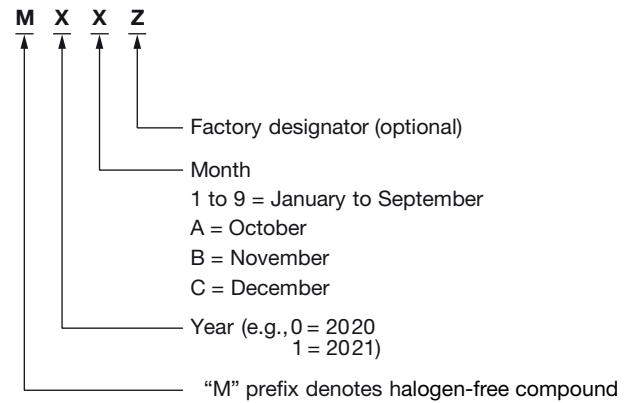 M X X Z
Factory designator (optional)
Month
1 to 9 = January to September
A = October
B = November
C = December
Year (e.g., 0 = 2020
1 = 2021)
“M” prefix denotes halogen-free compound